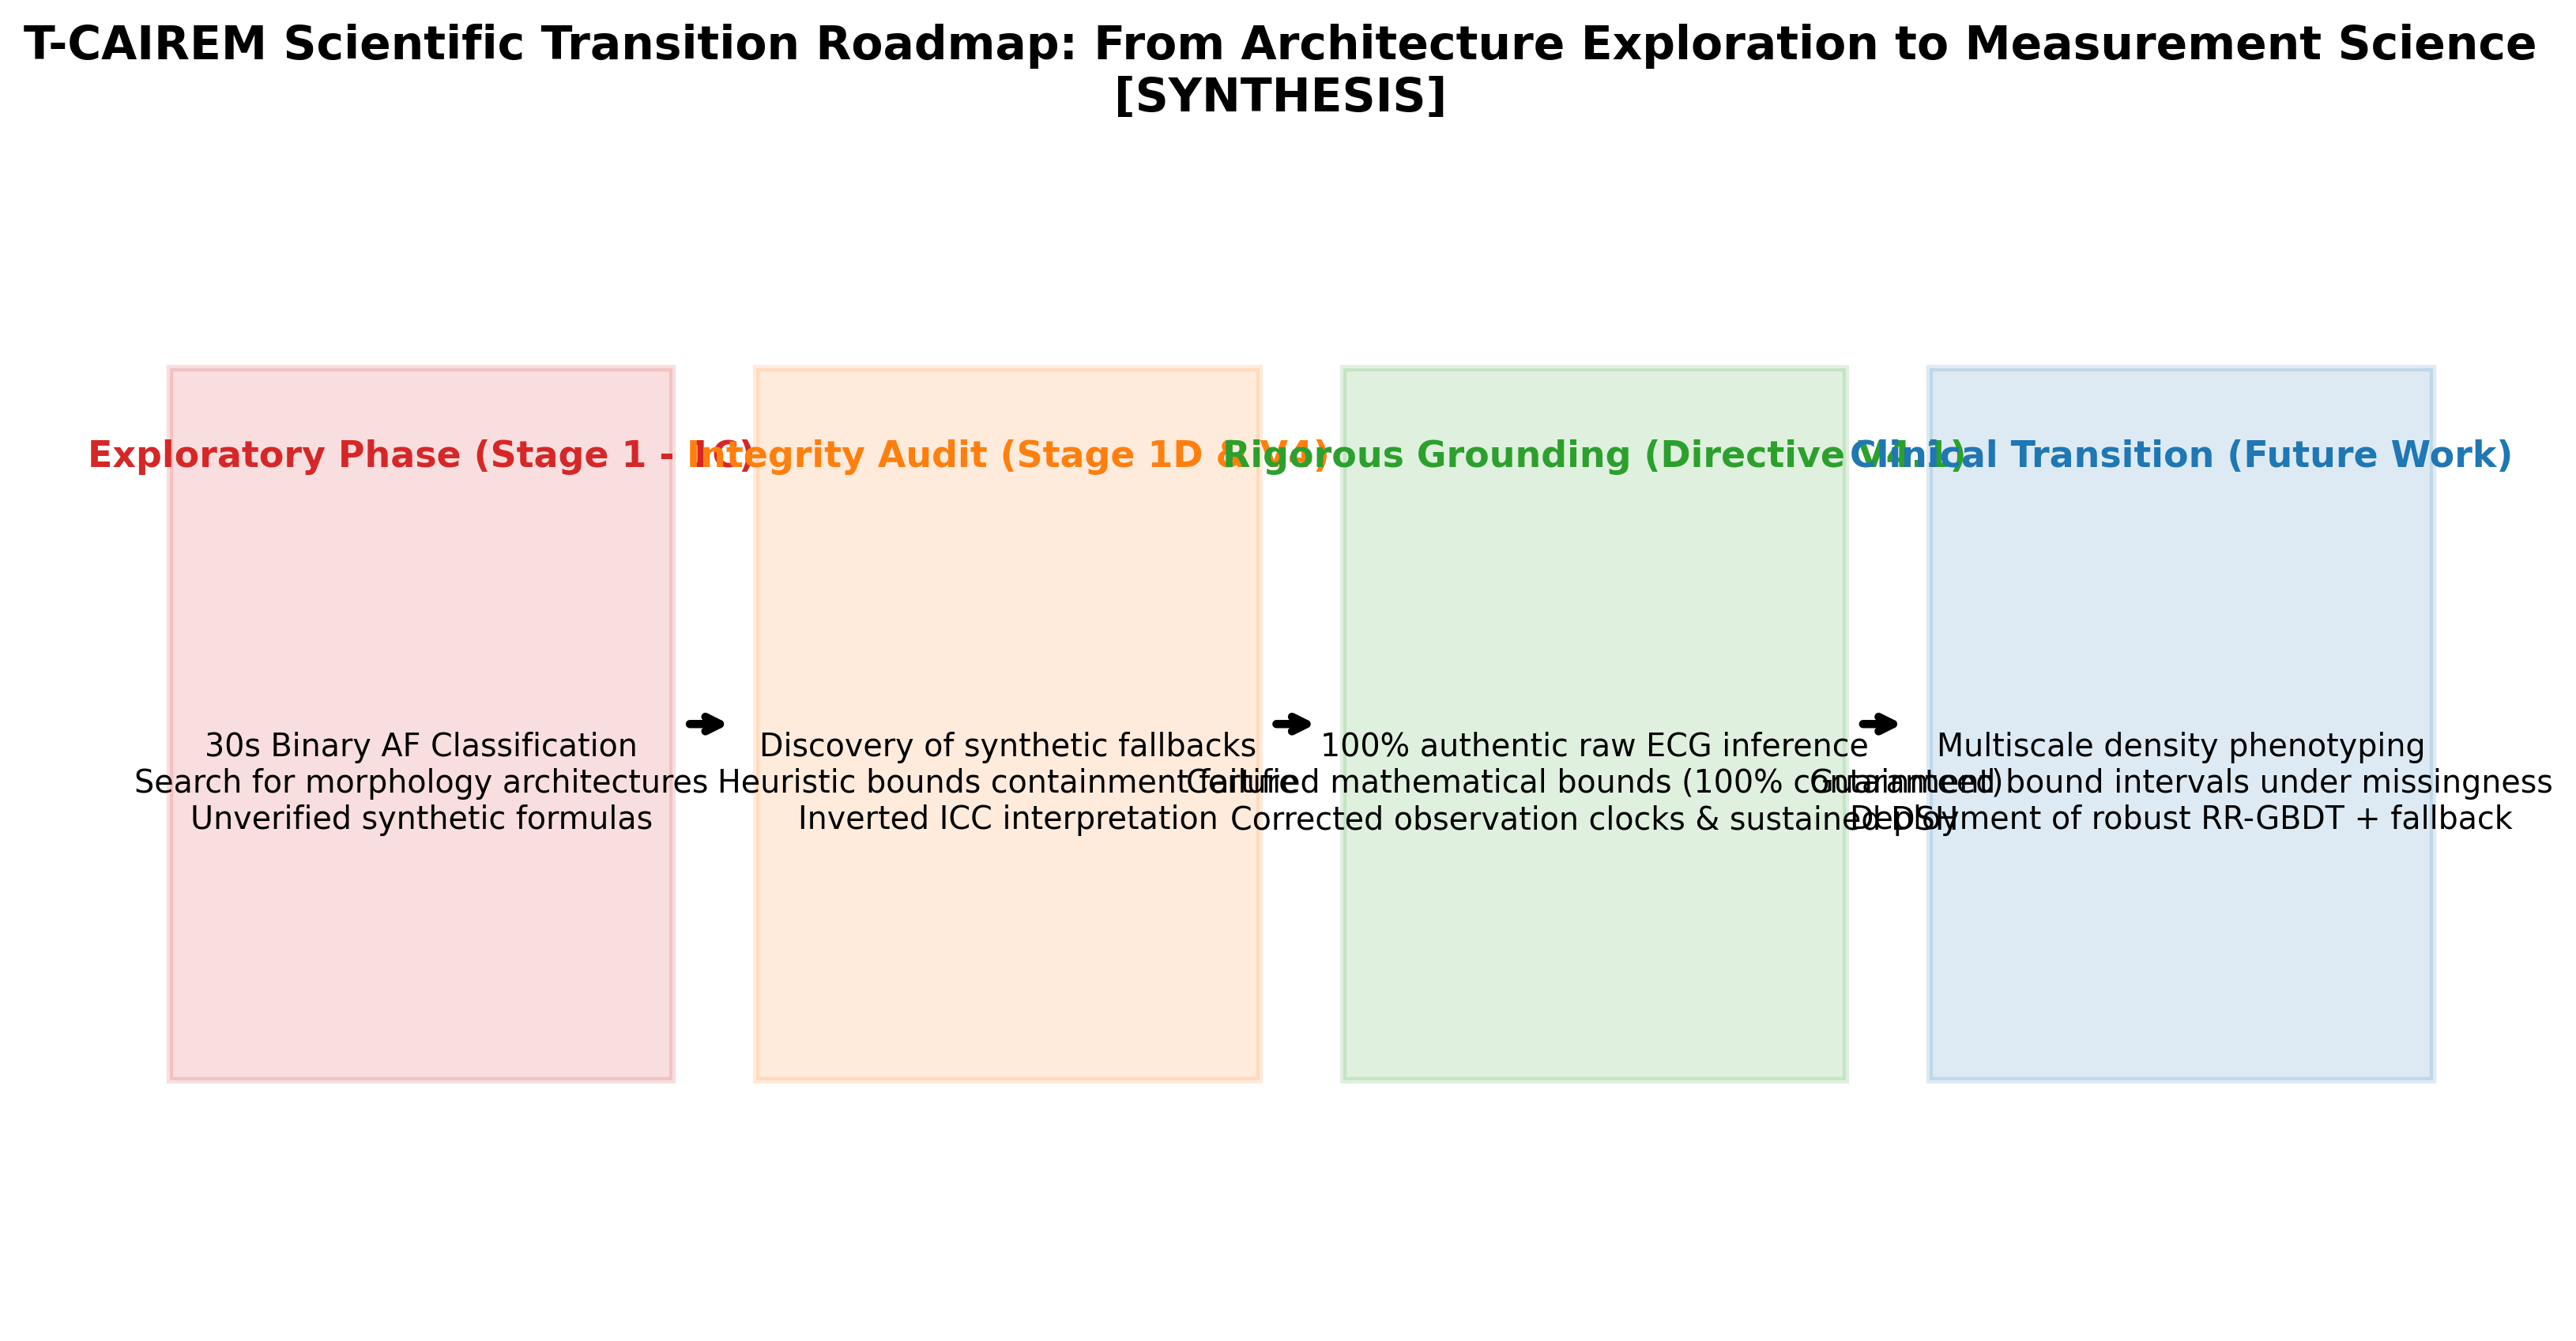 T-CAIREM Scientific Transition Roadmap: From Architecture Exploration to Measurement Science
[SYNTHESIS]
Exploratory Phase (Stage 1 - 1C)
Integrity Audit (Stage 1D & V4)
Rigorous Grounding (Directive V4.1)
Clinical Transition (Future Work)
30s Binary AF Classification
Search for morphology architectures
Unverified synthetic formulas
Discovery of synthetic fallbacks
Heuristic bounds containment failure
Inverted ICC interpretation
100% authentic raw ECG inference
Certified mathematical bounds (100% containment)
Corrected observation clocks & sustained DSH
Multiscale density phenotyping
Guaranteed bound intervals under missingness
Deployment of robust RR-GBDT + fallback